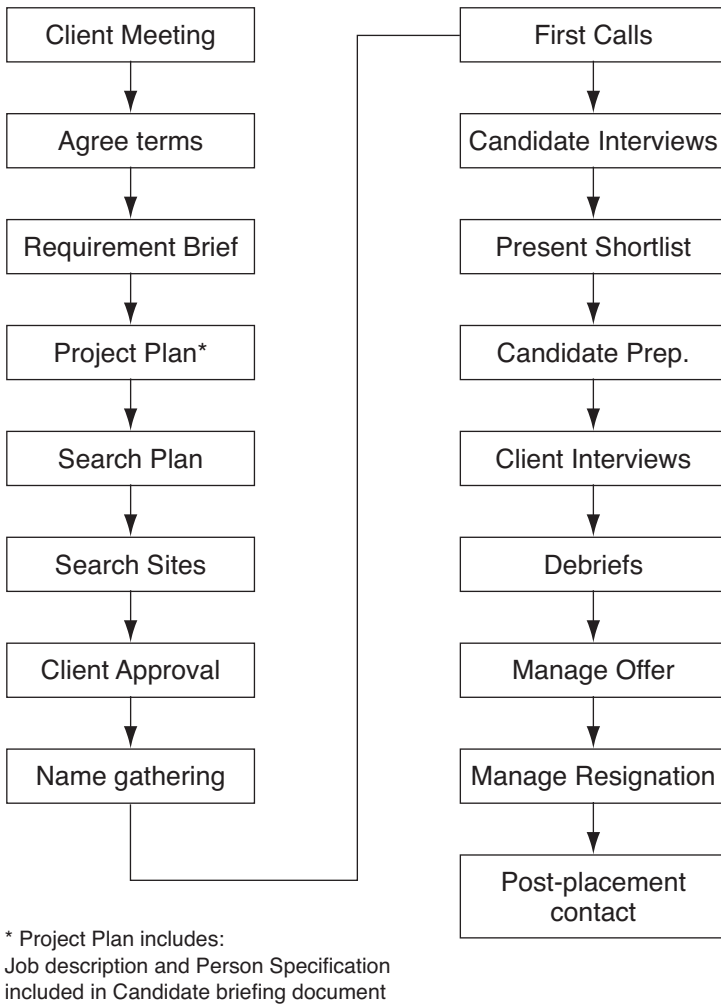 Client Meeting
Agree terms
Requirement Brief
Project Plan*
Search Plan
Search Sites
Client Approval
Name gathering
First Calls
Candidate Interviews
Present Shortlist
Candidate Prep.
Client Interviews
Debriefs
Manage Offer
Manage Resignation
Post-placement
contact
* Project Plan includes:
Job description and Person Specification
included in Candidate briefing document